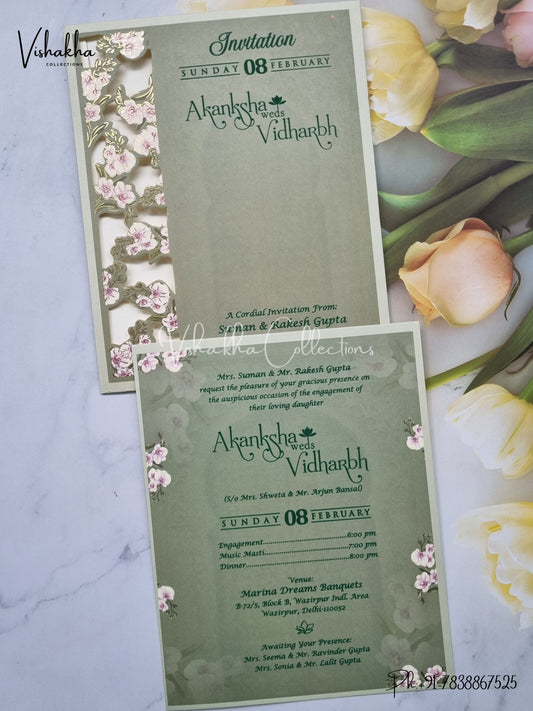 Vishakha
COLLECTIONS
Invitation
SUNDAY 08 FEBRUARY
Akanksha
weds
Vidharbh
A Cordial Invitation From:
Suman & Rakesh Gupta
Vishakha Collections
Mrs. Suman & Mr. Rakesh Gupta
request the pleasure of your gracious presence on
the auspicious occasion of the engagement of
their loving daughter
Akanksha
weds
Vidharbh
(S/o Mrs. Shweta & Mr. Arjun Bansal)
SUNDAY 08 FEBRUARY
Engagement..........................................6:00 pm
Music Masti..........................................7:00 pm
Dinner..................................................8:00 pm
Venue:
Marina Dreams Banquets
B-72/5, Block B, Wazirpur Indl. Area
Wazirpur, Delhi-110052
Awaiting Your Presence:
Mrs. Seema & Mr. Ravinder Gupta
Mrs. Sonia & Mr. Lalit Gupta
Ph: 91-7838867525